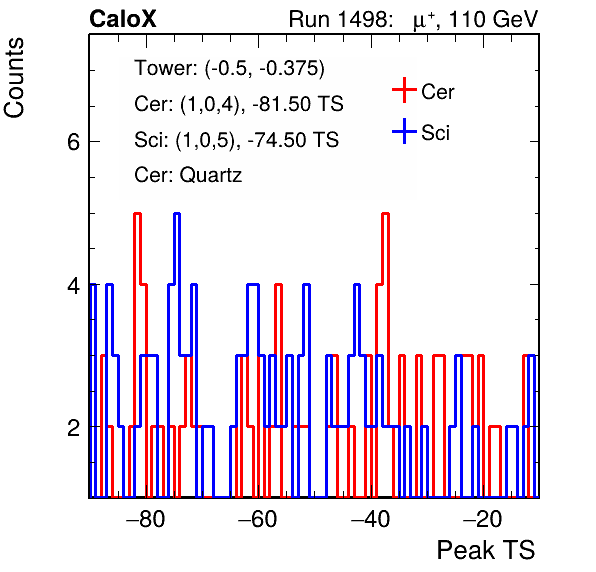 CaloX Run 1498: μ⁺, 110 GeV
Counts
Tower: (-0.5, -0.375)
Cer: (1,0,4), -81.50 TS
Sci: (1,0,5), -74.50 TS
Cer: Quartz
Cer
Sci
6
4
2
−80 −60 −40 −20
Peak TS